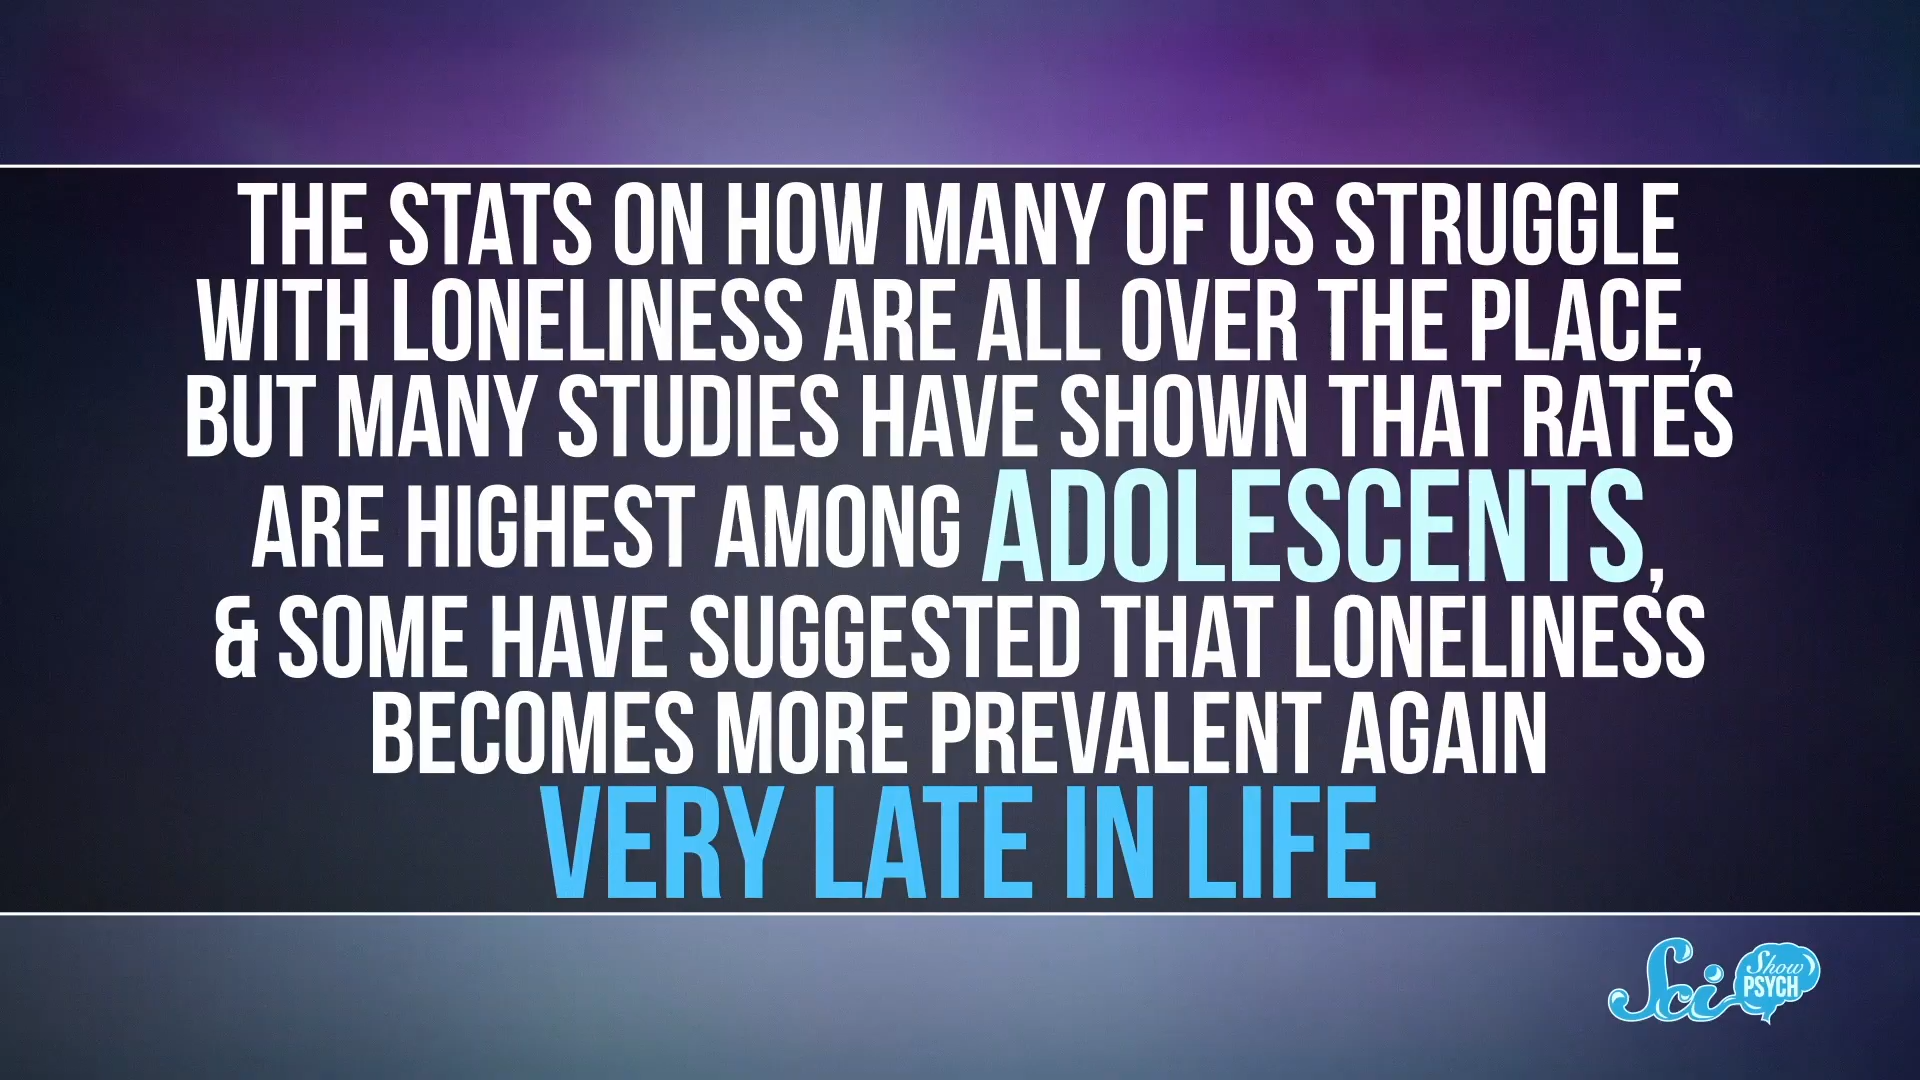 THE STATS ON HOW MANY OF US STRUGGLE
WITH LONELINESS ARE ALL OVER THE PLACE,
BUT MANY STUDIES HAVE SHOWN THAT RATES
ARE HIGHEST AMONG ADOLESCENTS,
& SOME HAVE SUGGESTED THAT LONELINESS
BECOMES MORE PREVALENT AGAIN
VERY LATE IN LIFE
Sci Show
PSYCH